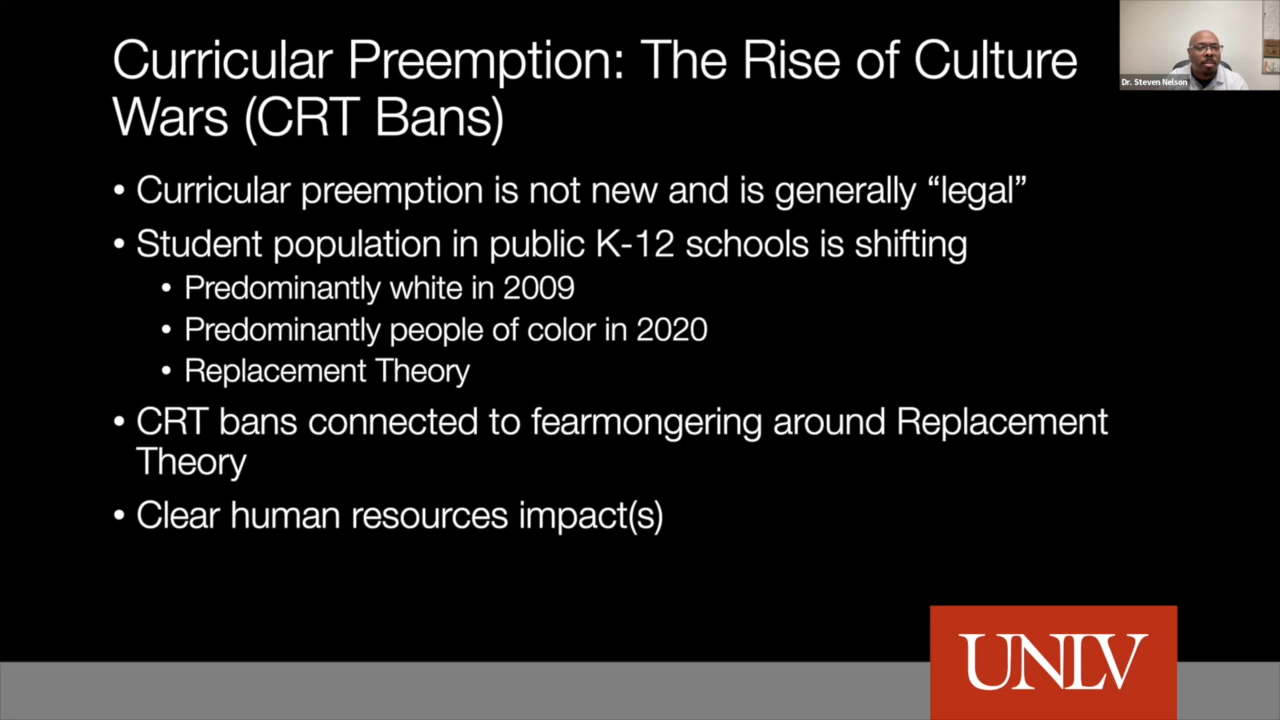 Curricular Preemption: The Rise of Culture
Wars (CRT Bans)
Dr. Steven Nelson
• Curricular preemption is not new and is generally “legal”
• Student population in public K-12 schools is shifting
• Predominantly white in 2009
• Predominantly people of color in 2020
• Replacement Theory
• CRT bans connected to fearmongering around Replacement
Theory
• Clear human resources impact(s)
UNLV